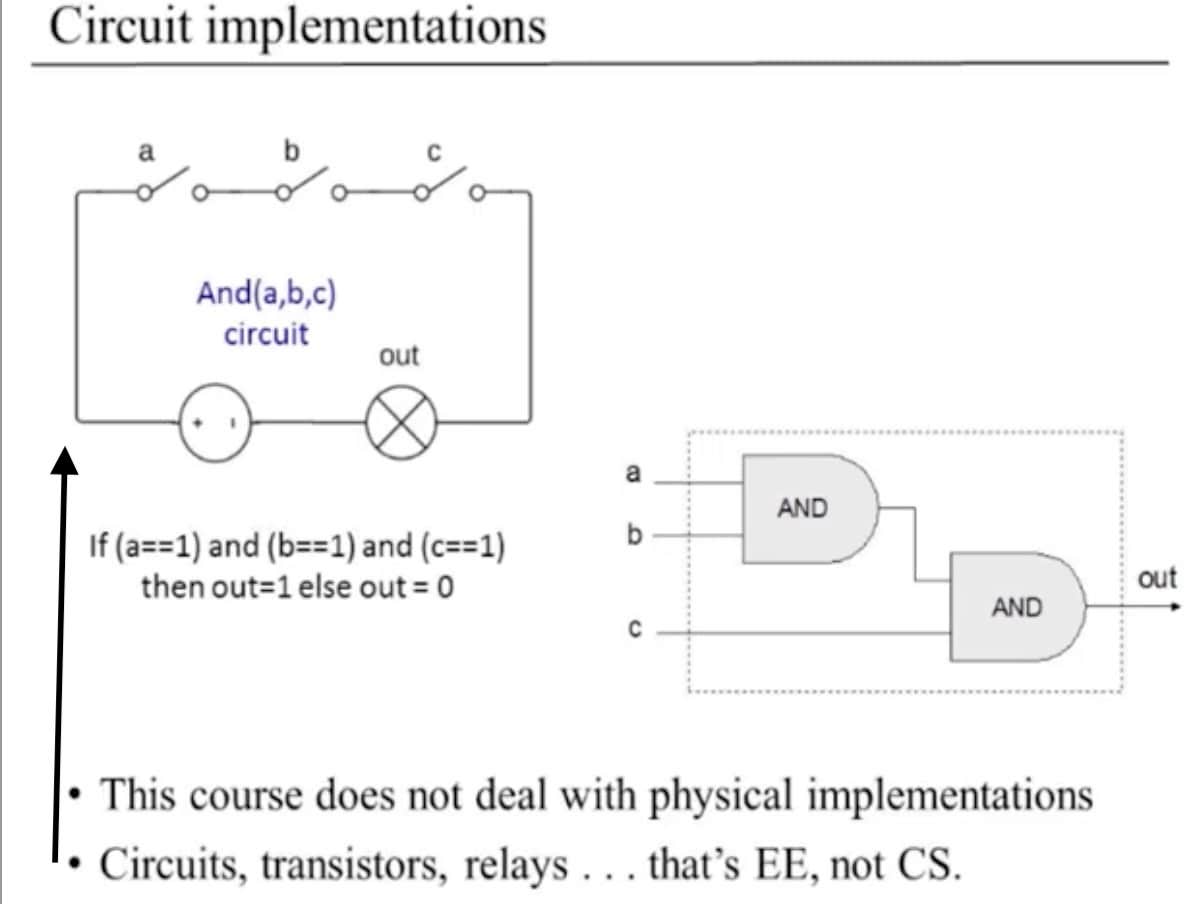 Circuit implementations
a b c
And(a,b,c)
circuit
out
+ -
If (a==1) and (b==1) and (c==1)
then out=1 else out = 0
a
AND
b
out
AND
c
• This course does not deal with physical implementations
• Circuits, transistors, relays . . . that’s EE, not CS.